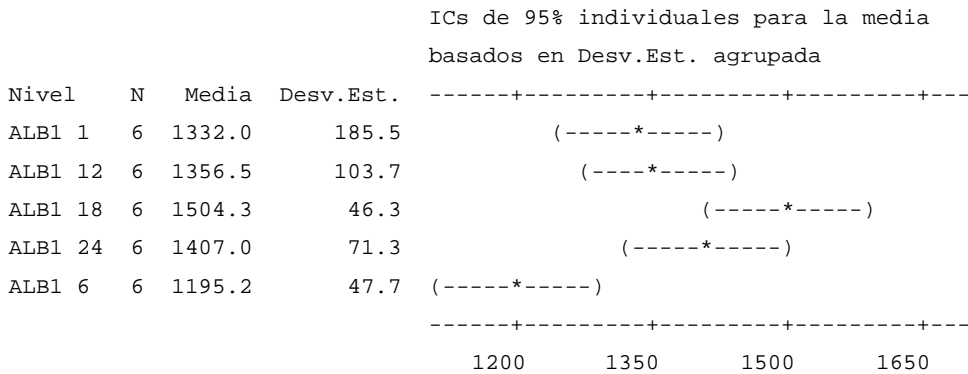 ICs de 95% individuales para la media
basados en Desv.Est. agrupada
Nivel N Media Desv.Est. ------+---------+---------+---------+---
ALB1 1 6 1332.0 185.5 (-----*-----)
ALB1 12 6 1356.5 103.7 (----*-----)
ALB1 18 6 1504.3 46.3 (-----*-----)
ALB1 24 6 1407.0 71.3 (-----*-----)
ALB1 6 6 1195.2 47.7 (-----*-----)
------+---------+---------+---------+---
1200 1350 1500 1650